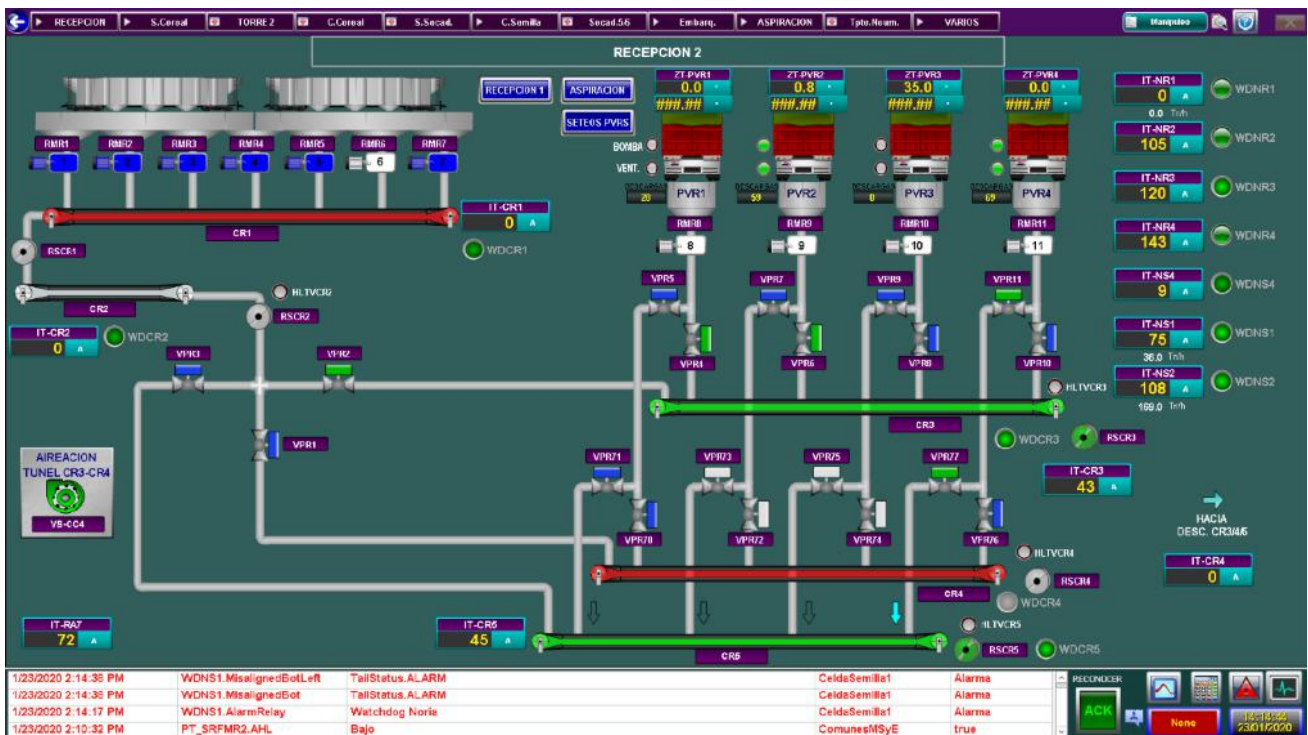 RECEPCION S.Cereal TORRE 2 C.Cereal S.Secad. C.Semilla Secad.56 Embarq. ASPIRACION Tpte.Neum. VARIOS
RECEPCION 2
RECEPCION 1 ASPIRACION
SETEOS PVRS
ZT-PVR1 ZT-PVR2 ZT-PVR3 ZT-PVR4
0.0 0.8 35.0 0.0
###.## ###.## ###.## ###.##
BOMBA
VENT.
PVR1 PVR2 PVR3 PVR4
59 0 69
RMR1 RMR2 RMR3 RMR4 RMR5 RMR6 RMR7
6
RMR8 RMR9 RMR10 RMR11
8 9 10 11
IT-NR1
0 A
0.0 Tn/h
WDNR1
IT-NR2
105 A
WDNR2
IT-NR3
120 A
WDNR3
IT-NR4
143 A
WDNR4
IT-NS4
9 A
WDNS4
IT-NS1
75 A
WDNS1
IT-NS2
108 A
169.0 Tn/h
WDNS2
IT-CR1
0 A
WDCR1
CR1
RSCR1
CR2
HLTVCR2
RSCR2
IT-CR2
0 A
WDCR2
VPR3 VPR2
VPR1
VPR5 VPR7 VPR9 VPR11
VPR4 VPR6 VPR8 VPR10
HLTVCR3
CR3
WDCR3
RSCR3
IT-CR3
43 A
VPR71 VPR73 VPR75 VPR77
VPR70 VPR72 VPR74 VPR76
AIREACION
TUNEL CR3-CR4
HACIA
DESC. CR3/4/5
HLTVCR4
RSCR4
CR4
WDCR4
IT-CR4
0 A
IT-RA7
72 A
IT-CR5
45 A
HLTVCR5
RSCR5
WDCR5
CR5
1/23/2020 2:14:38 PM WDNS1.MisalignedBotLeft TailStatus.ALARM CeldaSemilla1 Alarma
1/23/2020 2:14:38 PM WDNS1.MisalignedBot TailStatus.ALARM CeldaSemilla1 Alarma
1/23/2020 2:14:17 PM WDNS1.AlarmRelay Watchdog Noria CeldaSemilla1 Alarma
1/23/2020 2:10:32 PM PT_SRFMR2.AHL Bajo ComunesMSyE true
RECONOCER
ACK
None
14:14:44
23/01/2020